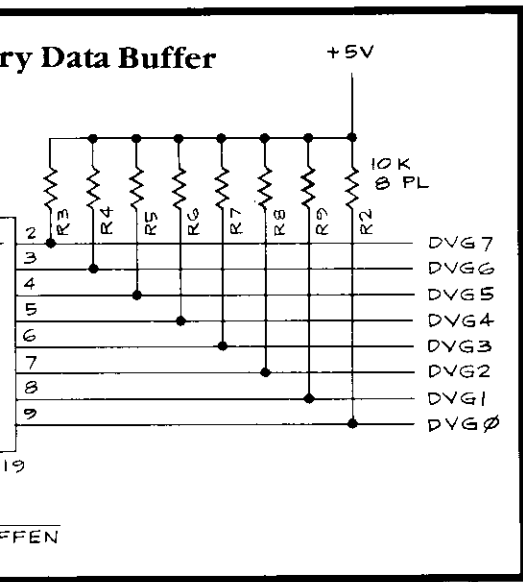 ry Data Buffer
+5V
10K
8 PL
R3
R4
R5
R6
R7
R8
R9
R2
2
DVG7
3
DVG6
4
DVG5
5
DVG4
6
DVG3
7
DVG2
8
DVG1
9
DVGØ
19
FFEN